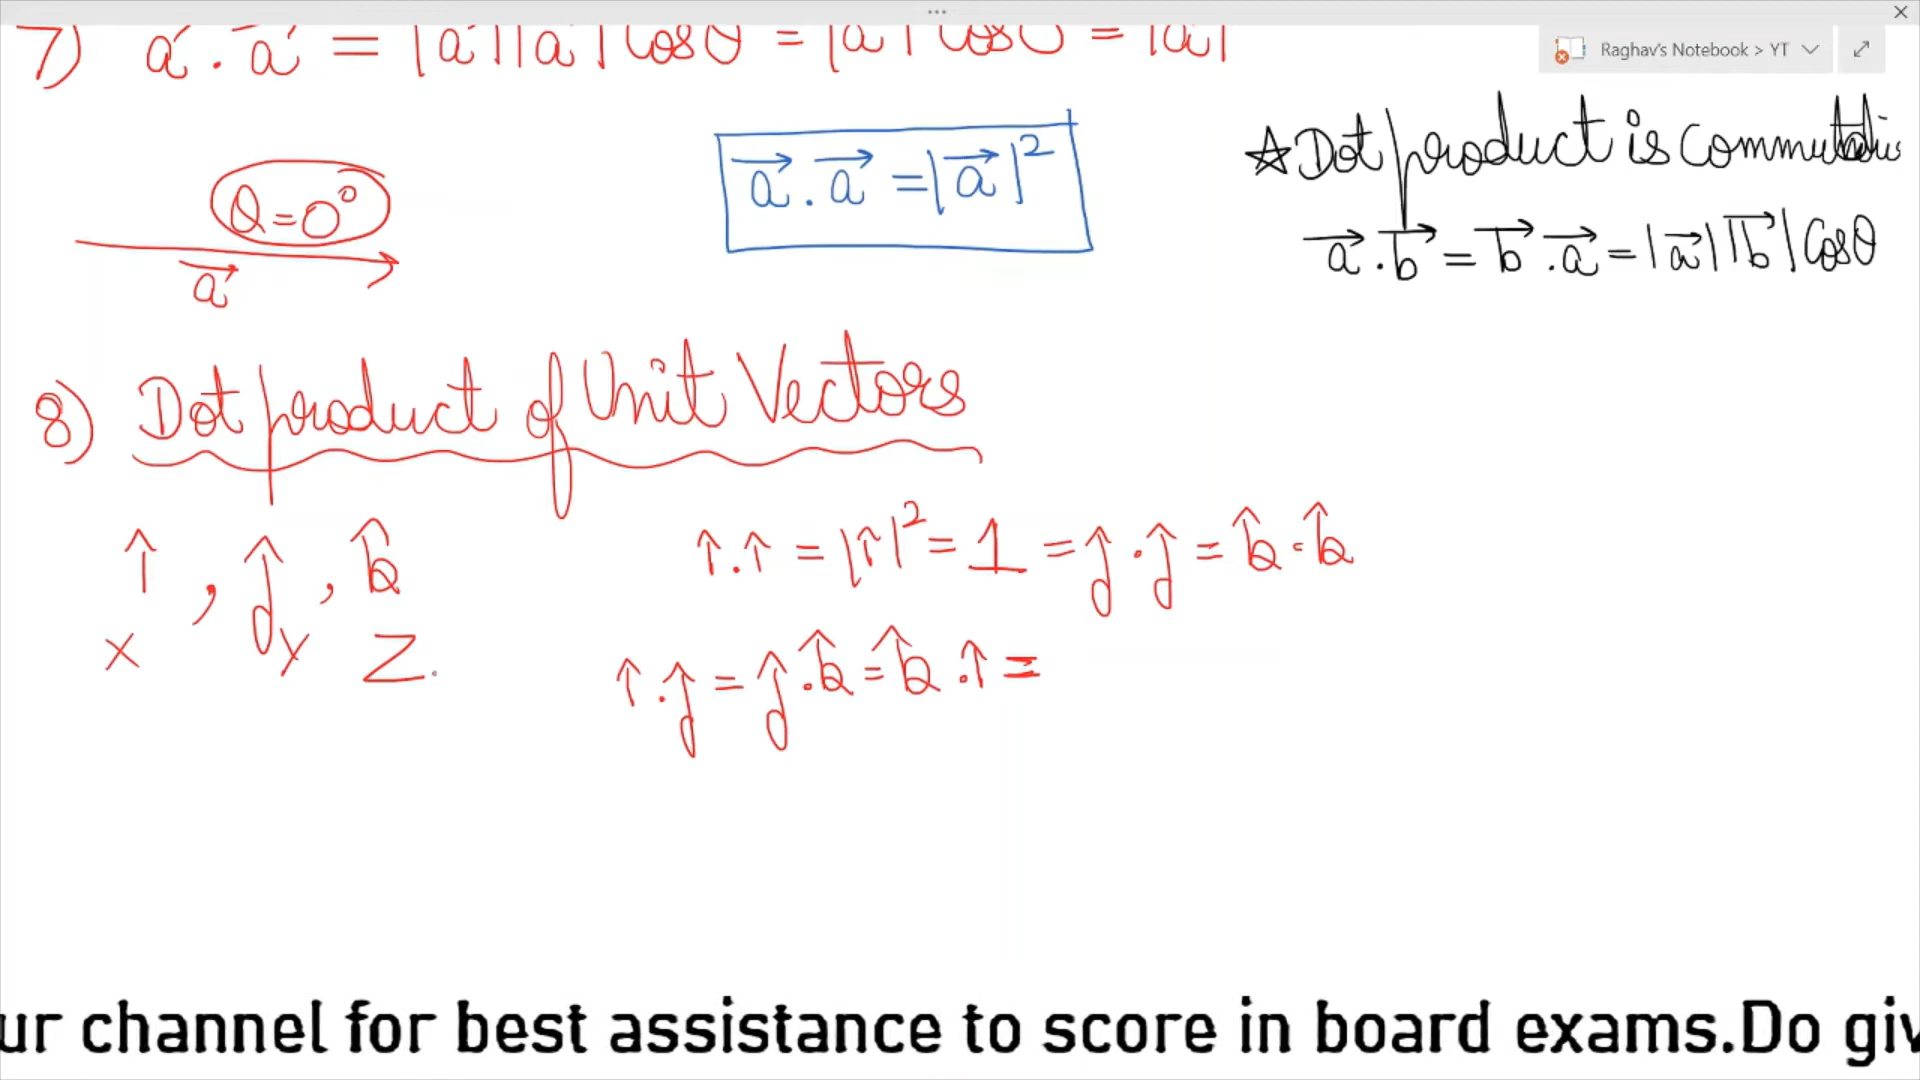 Raghav's Notebook > YT
7) a⃗ . a⃗ = |a⃗||a⃗| Cosθ = |a⃗| Cosθ = |a⃗|
θ = 0°
a⃗
a⃗ . a⃗ = |a⃗|²
☆ Dot product is commutative
a⃗ . b⃗ = b⃗ . a⃗ = |a⃗||b⃗| Cosθ
8) Dot product of Unit Vectors
î , ĵ , k̂
X Y Z
î . î = |î|² = 1 = ĵ . ĵ = k̂ . k̂
î . ĵ = ĵ . k̂ = k̂ . î =
ur channel for best assistance to score in board exams.Do giv